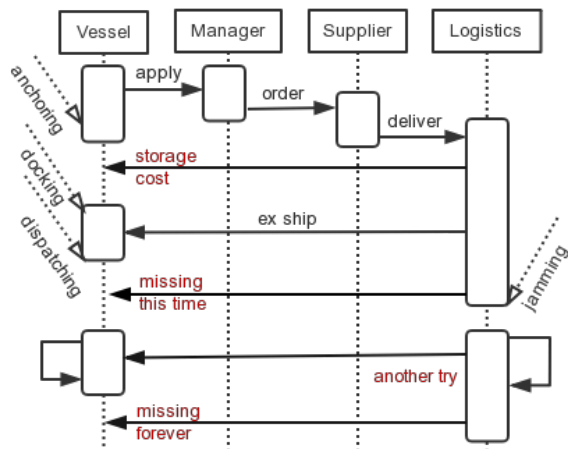 Vessel
Manager
Supplier
Logistics
anchoring
apply
order
deliver
storage
cost
docking
dispatching
ex ship
missing
this time
jamming
another try
missing
forever